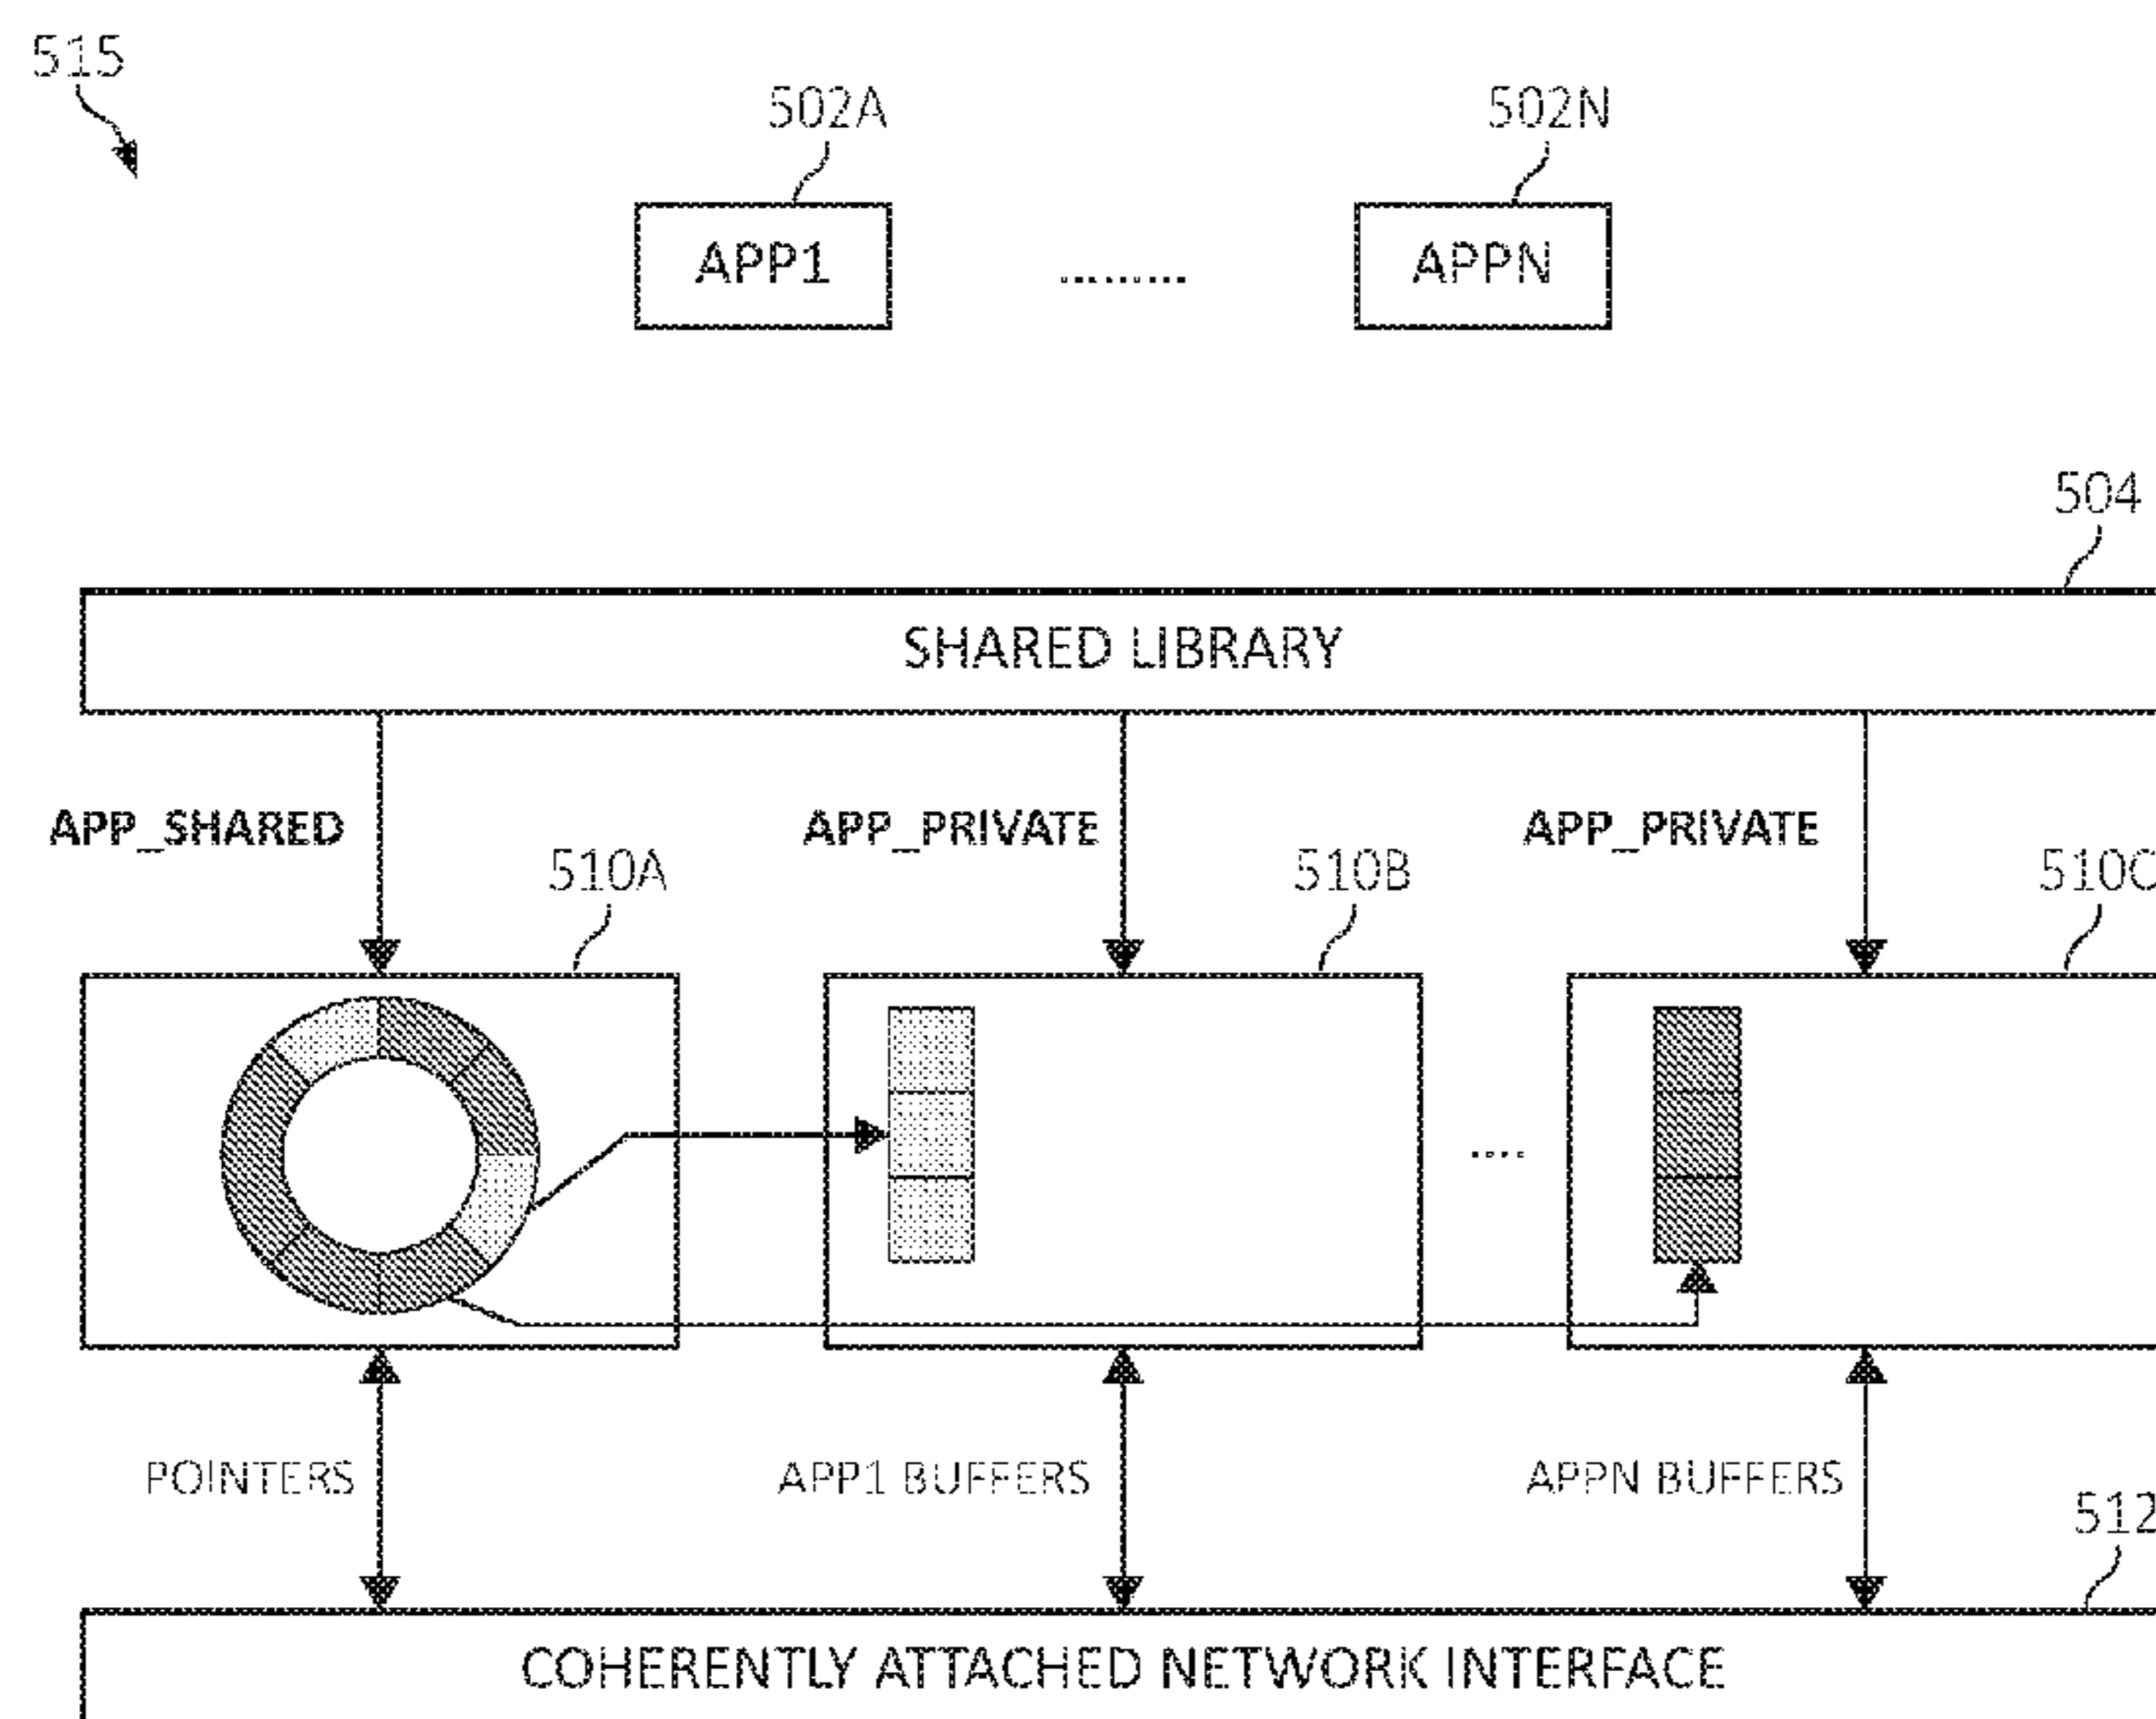 515
502A
502N
APP1
.........
APPN
504
SHARED LIBRARY
APP_SHARED
APP_PRIVATE
APP_PRIVATE
510A
510B
510C
....
POINTERS
APP1 BUFFERS
APPN BUFFERS
512
COHERENTLY ATTACHED NETWORK INTERFACE